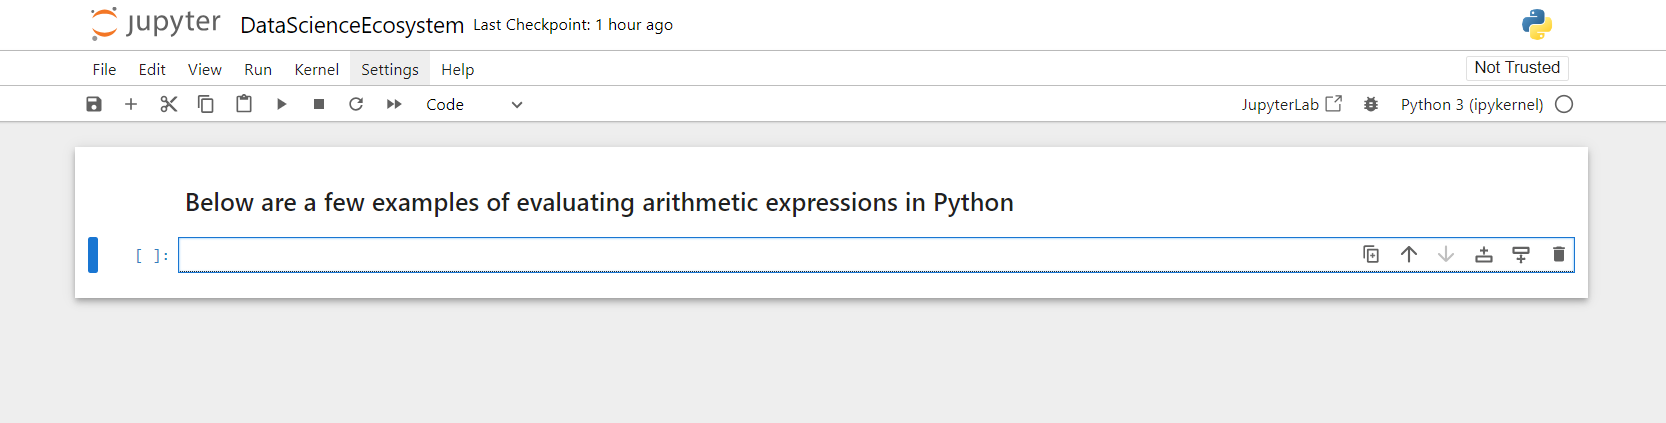 jupyter DataScienceEcosystem Last Checkpoint: 1 hour ago
File Edit View Run Kernel Settings Help Not Trusted
Code JupyterLab Python 3 (ipykernel)
Below are a few examples of evaluating arithmetic expressions in Python
[ ]: